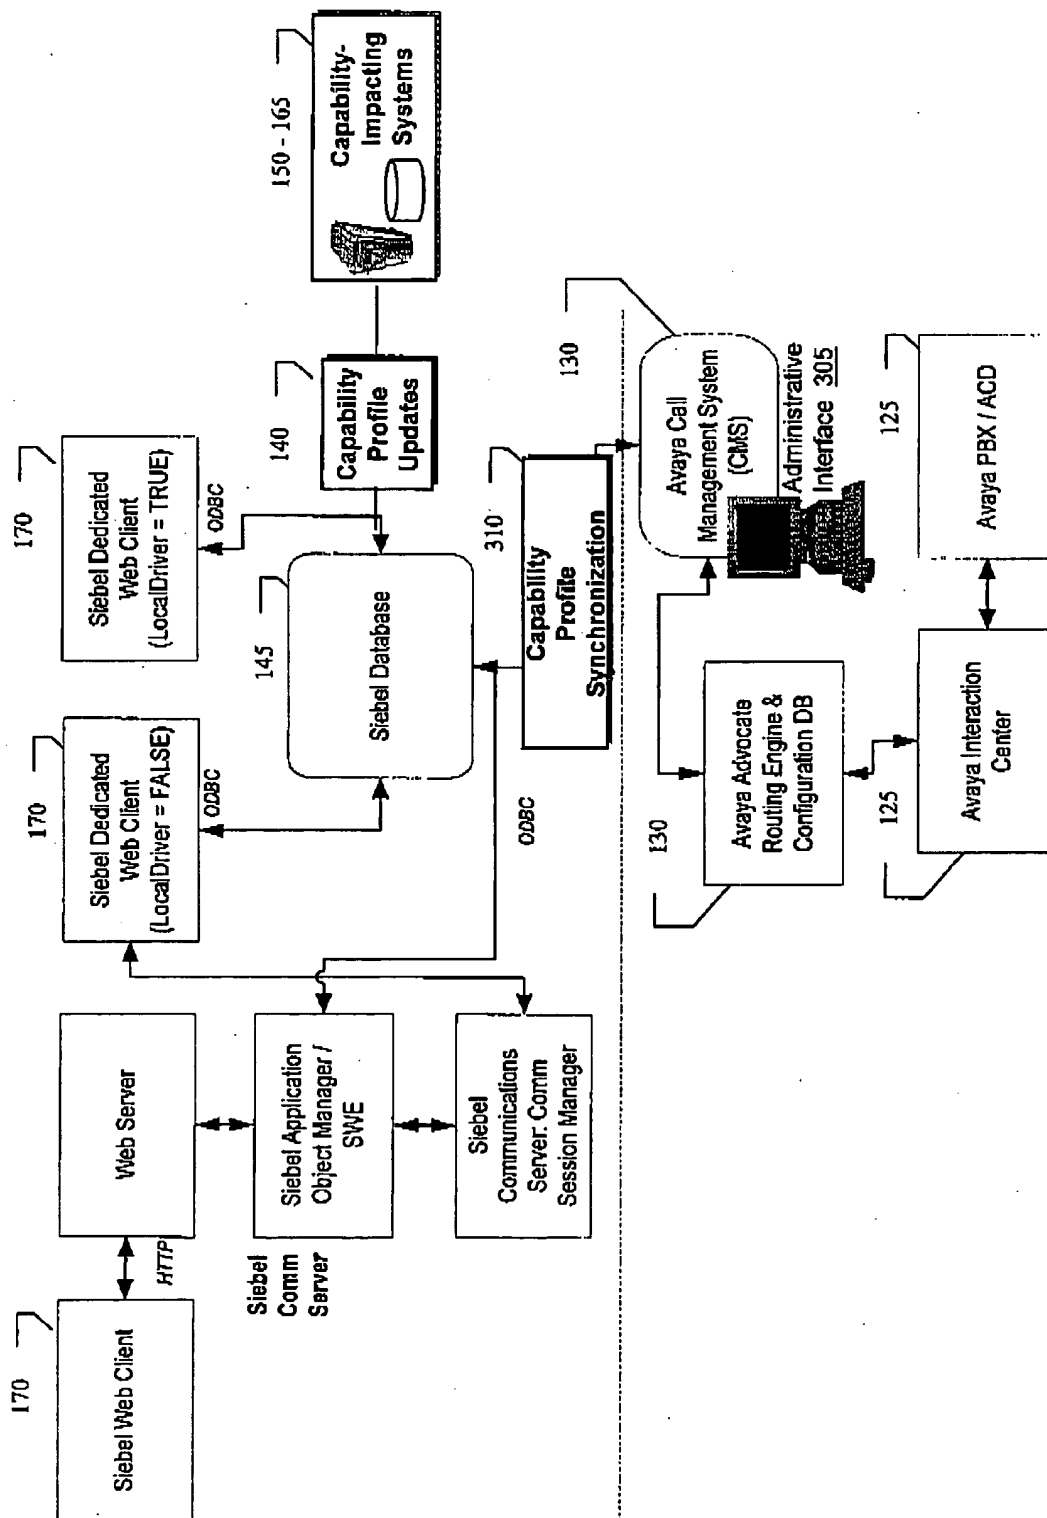 170
Siebel Web Client
HTTP
Web Server
Siebel
Comm
Server
Siebel Application
Object Manager /
SWE
Siebel
Communications
Server: Comm
Session Manager
170
Siebel Dedicated
Web Client
(LocalDriver = FALSE)
ODBC
170
Siebel Dedicated
Web Client
(LocalDriver = TRUE)
ODBC
145
Siebel Database
ODBC
140
Capability
Profile
Updates
150 - 165
Capability-
Impacting
Systems
310
Capability
Profile
Synchronization
130
Avaya Call
Management System
(CMS)
Administrative
Interface 305
130
Avaya Advocate
Routing Engine &
Configuration DB
125
Avaya Interaction
Center
125
Avaya PBX / ACD